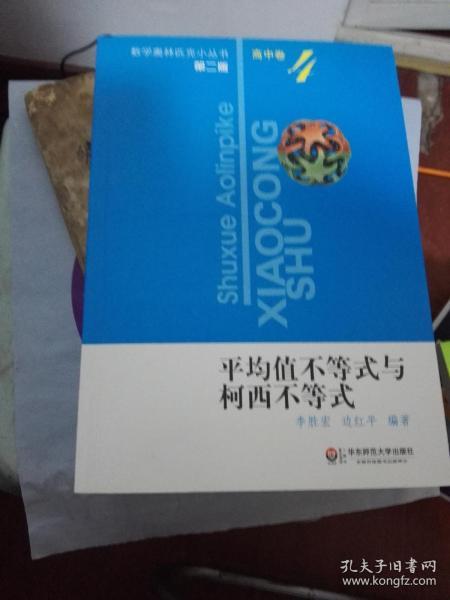 数学奥林匹克小丛书
第二版
高中卷
4
Shuxue Aolinpike
XIAOCONG
SHU
平均值不等式与
柯西不等式
李胜宏 边红平 编著
华东师范大学出版社
孔夫子旧书网
www.kongfz.com